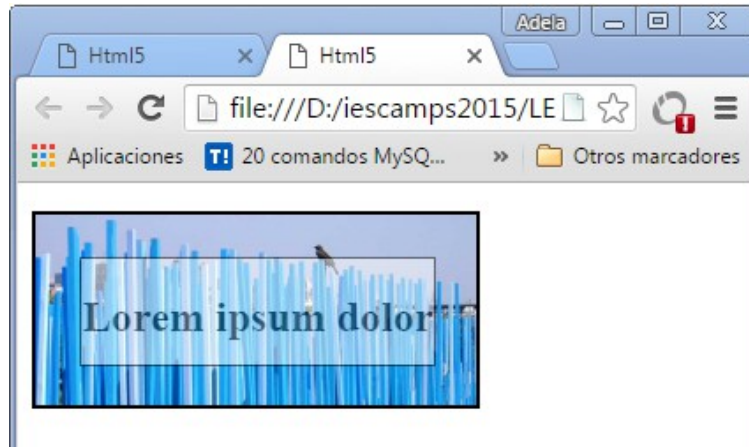 Adela
Html5
Html5
file:///D:/iescamps2015/LE
Aplicaciones
T!
20 comandos MySQ...
»
Otros marcadores
Lorem ipsum dolor